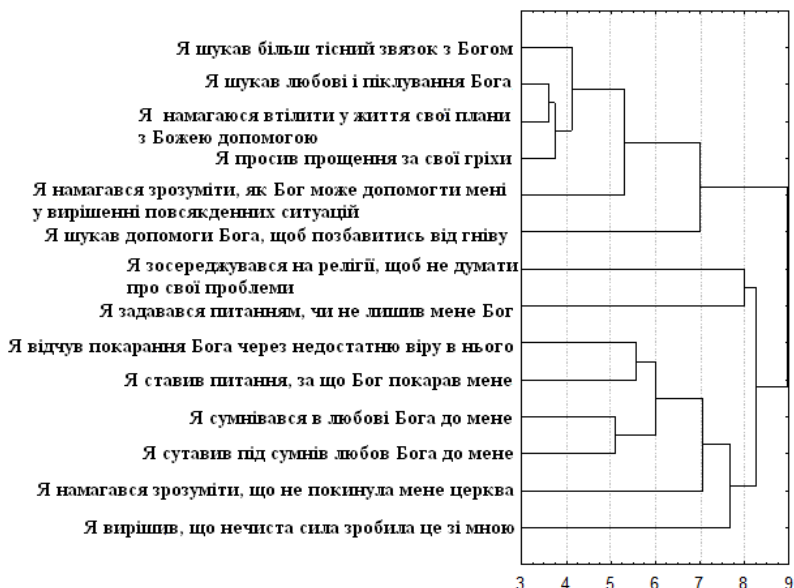 Я шукав більш тісний звязок з Богом
Я шукав любові і піклування Бога
Я намагаюся втілити у життя свої плани
з Божею допомогою
Я просив прощення за свої гріхи
Я намагався зрозуміти, як Бог може допомогти мені
у вирішенні повсякденних ситуацій
Я шукав допомоги Бога, щоб позбавитись від гніву
Я зосереджувався на релігії, щоб не думати
про свої проблеми
Я задавався питанням, чи не лишив мене Бог
Я відчув покарання Бога через недостатню віру в нього
Я ставив питання, за що Бог покарав мене
Я сумнівався в любові Бога до мене
Я сутавив під сумнів любов Бога до мене
Я намагався зрозуміти, що не покинула мене церква
Я вирішив, що нечиста сила зробила це зі мною
3 4 5 6 7 8 9